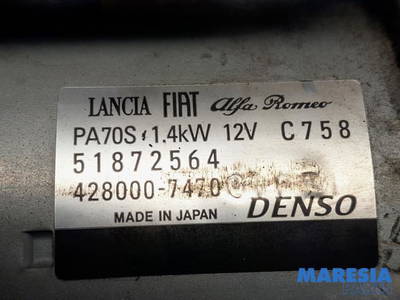 LANCIA FIAT Alfa Romeo
PA70S 1.4kW 12V C758
51872564
428000-7470
MADE IN JAPAN DENSO
MARESIA